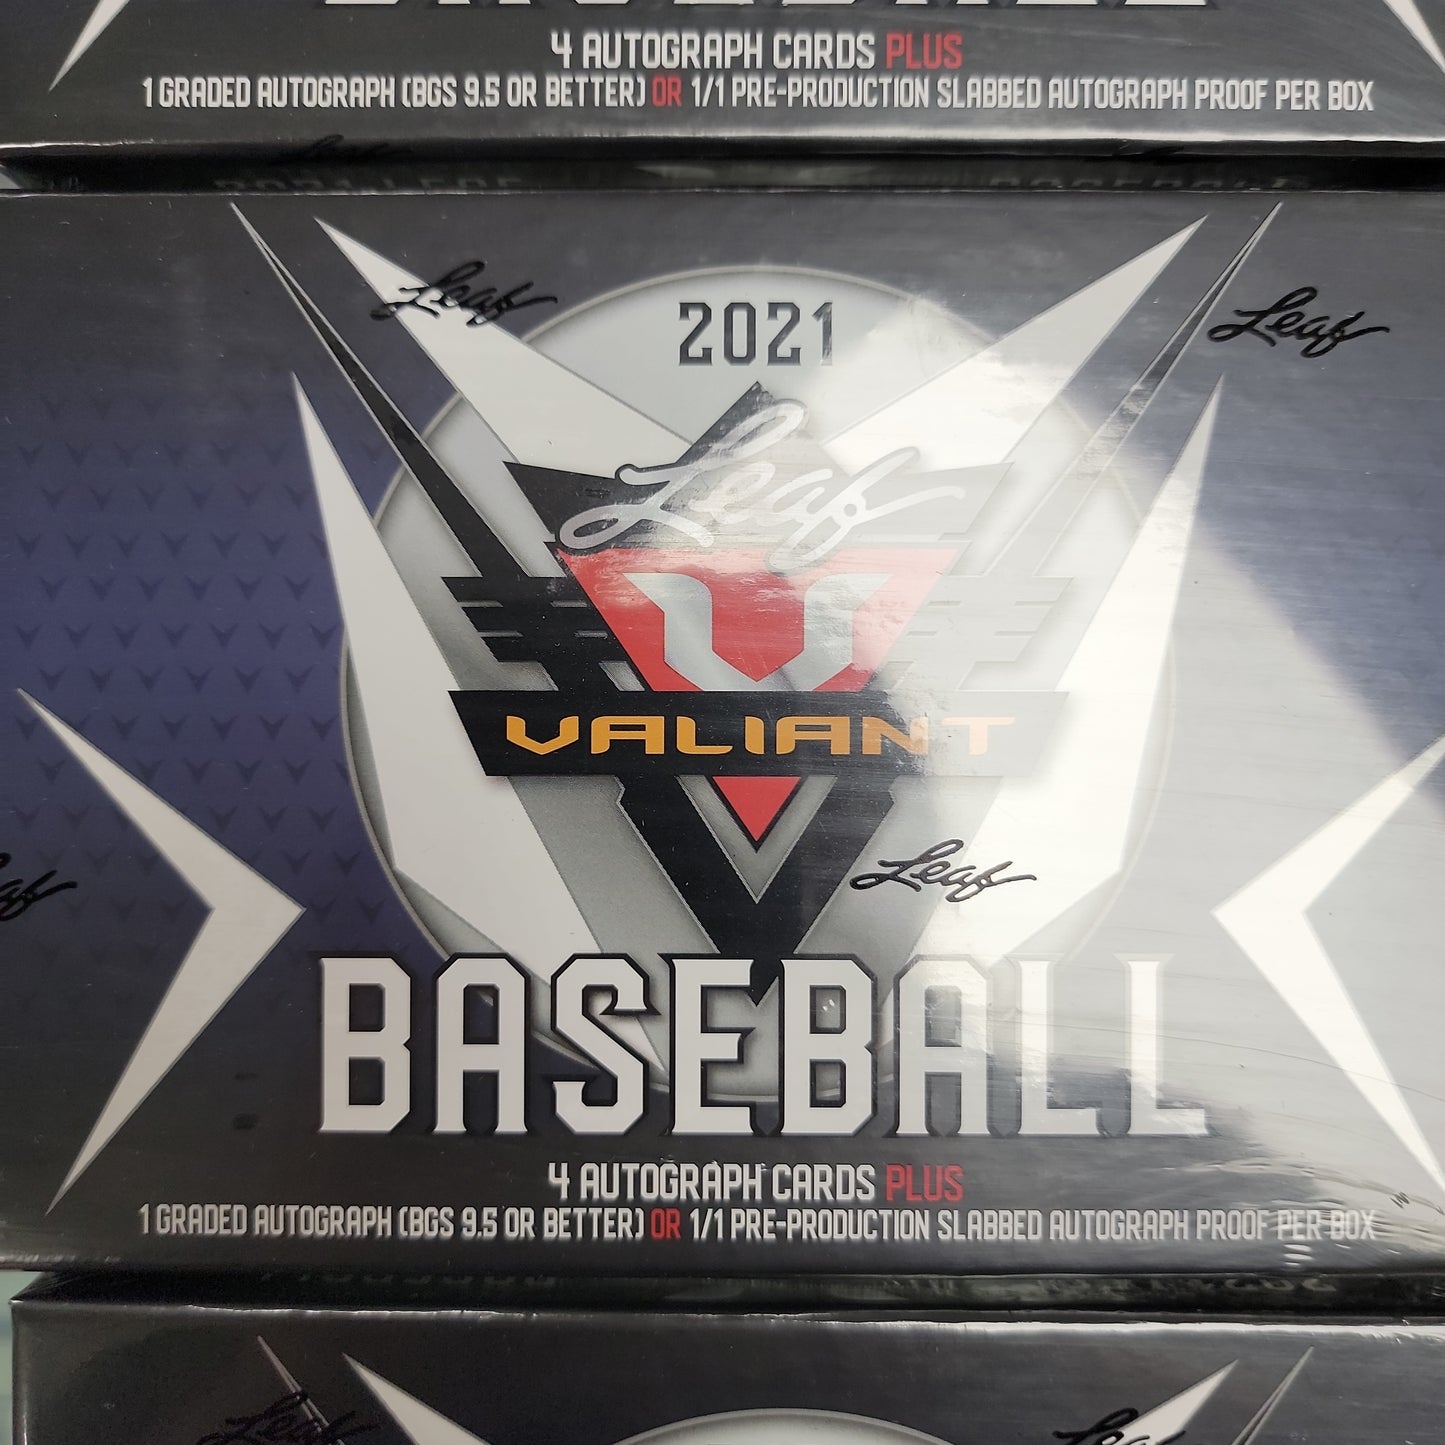 4 AUTOGRAPH CARDS PLUS
1 GRADED AUTOGRAPH (BGS 9.5 OR BETTER) OR 1/1 PRE-PRODUCTION SLABBED AUTOGRAPH PROOF PER BOX
Leaf
Leaf
2021
Leaf
V
VALIANT
Leaf
Leaf
BASEBALL
4 AUTOGRAPH CARDS PLUS
1 GRADED AUTOGRAPH (BGS 9.5 OR BETTER) OR 1/1 PRE-PRODUCTION SLABBED AUTOGRAPH PROOF PER BOX
Leaf
Leaf